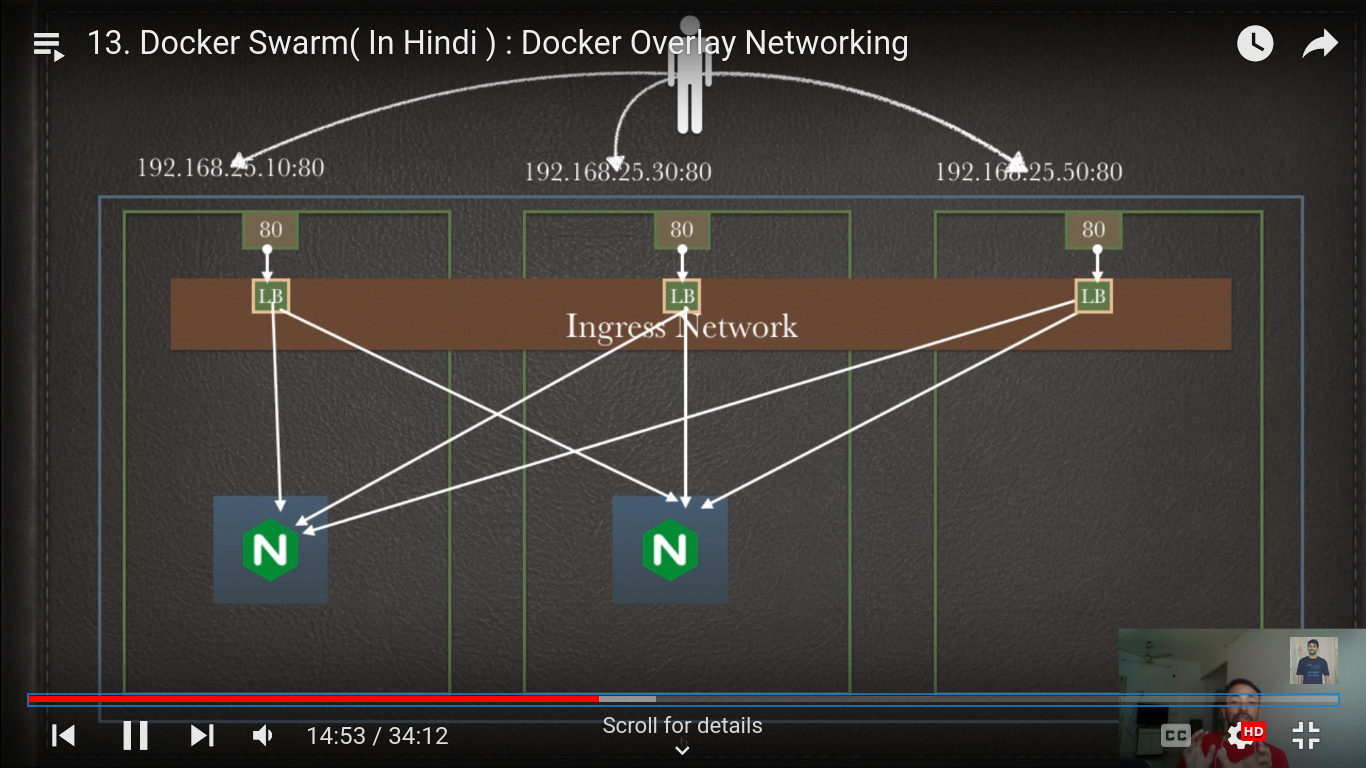 13. Docker Swarm( In Hindi ) : Docker Overlay Networking
192.168.25.10:80
192.168.25.30:80
192.168.25.50:80
80
80
80
LB
LB
LB
Ingress Network
N
N
Scroll for details
14:53 / 34:12
CC
HD